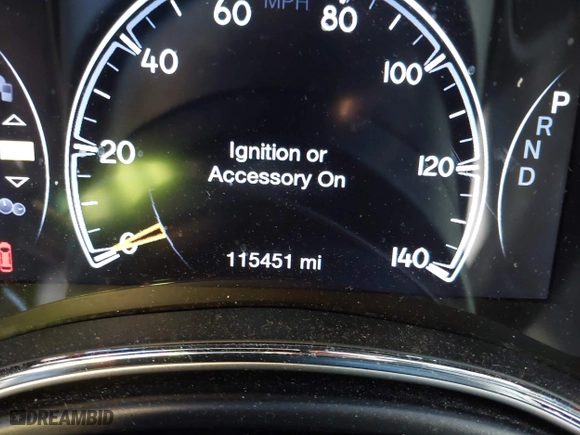 MPH
0
20
40
60
80
100
120
140
Ignition or
Accessory On
115451 mi
P
R
N
D
DREAMBID